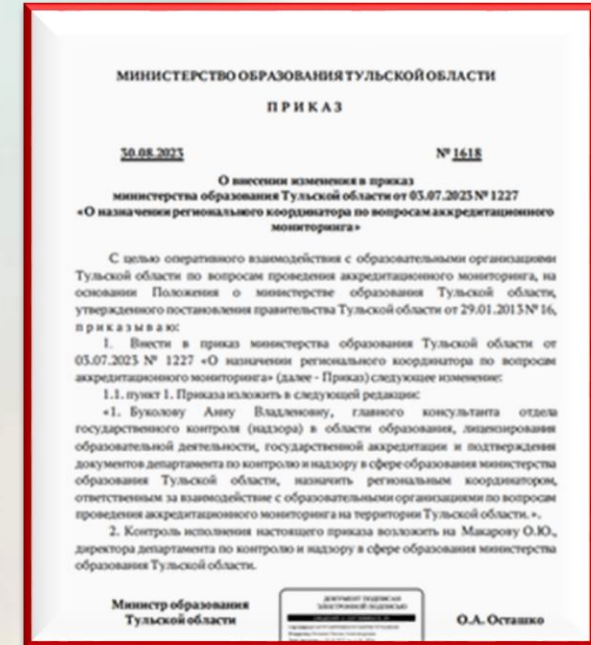 МИНИСТЕРСТВО ОБРАЗОВАНИЯ ТУЛЬСКОЙ ОБЛАСТИ
П Р И К А З
30.08.2023 № 1618
О внесении изменения в приказ
министерства образования Тульской области от 03.07.2023 № 1227
«О назначении регионального координатора по вопросам аккредитационного
мониторинга»
С целью оперативного взаимодействия с образовательными организациями
Тульской области по вопросам проведения аккредитационного мониторинга, на
основании Положения о министерстве образования Тульской области,
утвержденного постановления правительства Тульской области от 29.01.2013 № 16,
п р и к а з ы в а ю:
1. Внести в приказ министерства образования Тульской области от
03.07.2023 № 1227 «О назначении регионального координатора по вопросам
аккредитационного мониторинга» (далее - Приказ) следующее изменение:
1.1. пункт 1. Приказа изложить в следующей редакции:
«1. Буколову Анну Владленовну, главного консультанта отдела
государственного контроля (надзора) в области образования, лицензирования
образовательной деятельности, государственной аккредитации и подтверждения
документов департамента по контролю и надзору в сфере образования министерства
образования Тульской области, назначить региональным координатором,
ответственным за взаимодействие с образовательными организациями по вопросам
проведения аккредитационного мониторинга на территории Тульской области.».
2. Контроль исполнения настоящего приказа возложить на Макарову О.Ю.,
директора департамента по контролю и надзору в сфере образования министерства
образования Тульской области.
Министр образования
Тульской области
ДОКУМЕНТ ПОДПИСАН
ЭЛЕКТРОННОЙ ПОДПИСЬЮ
О.А. Осташко